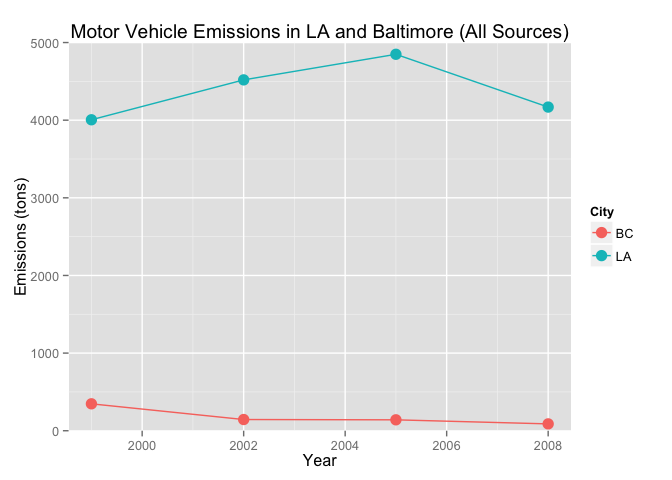 Motor Vehicle Emissions in LA and Baltimore (All Sources)
Emissions (tons)
5000
4000
3000
2000
1000
0
2000 2002 2004 2006 2008
Year
City
BC
LA